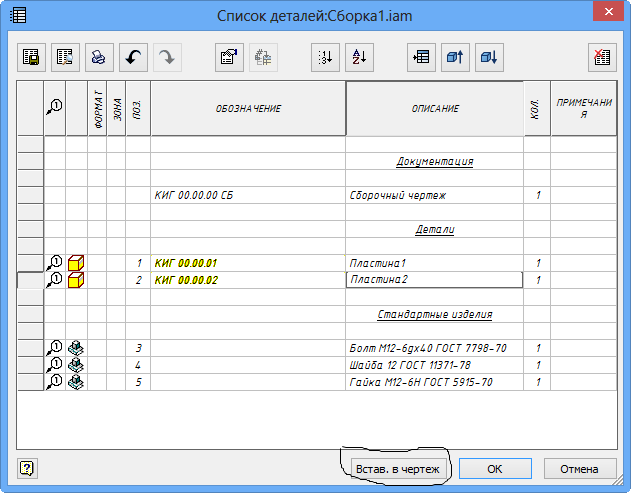 Список деталей:Сборка1.iam
ФОРМАТ ЗОНА ПОЗ. ОБОЗНАЧЕНИЕ ОПИСАНИЕ КОЛ. ПРИМЕЧАНИ
Я
Документация
КИГ 00.00.00 СБ Сборочный чертеж 1
Детали
1 КИГ 00.00.01 Пластина1 1
2 КИГ 00.00.02 Пластина2 1
Стандартные изделия
3 Болт М12-6gx40 ГОСТ 7798-70 1
4 Шайба 12 ГОСТ 11371-78 1
5 Гайка М12-6Н ГОСТ 5915-70 1
Встав. в чертеж ОК Отмена